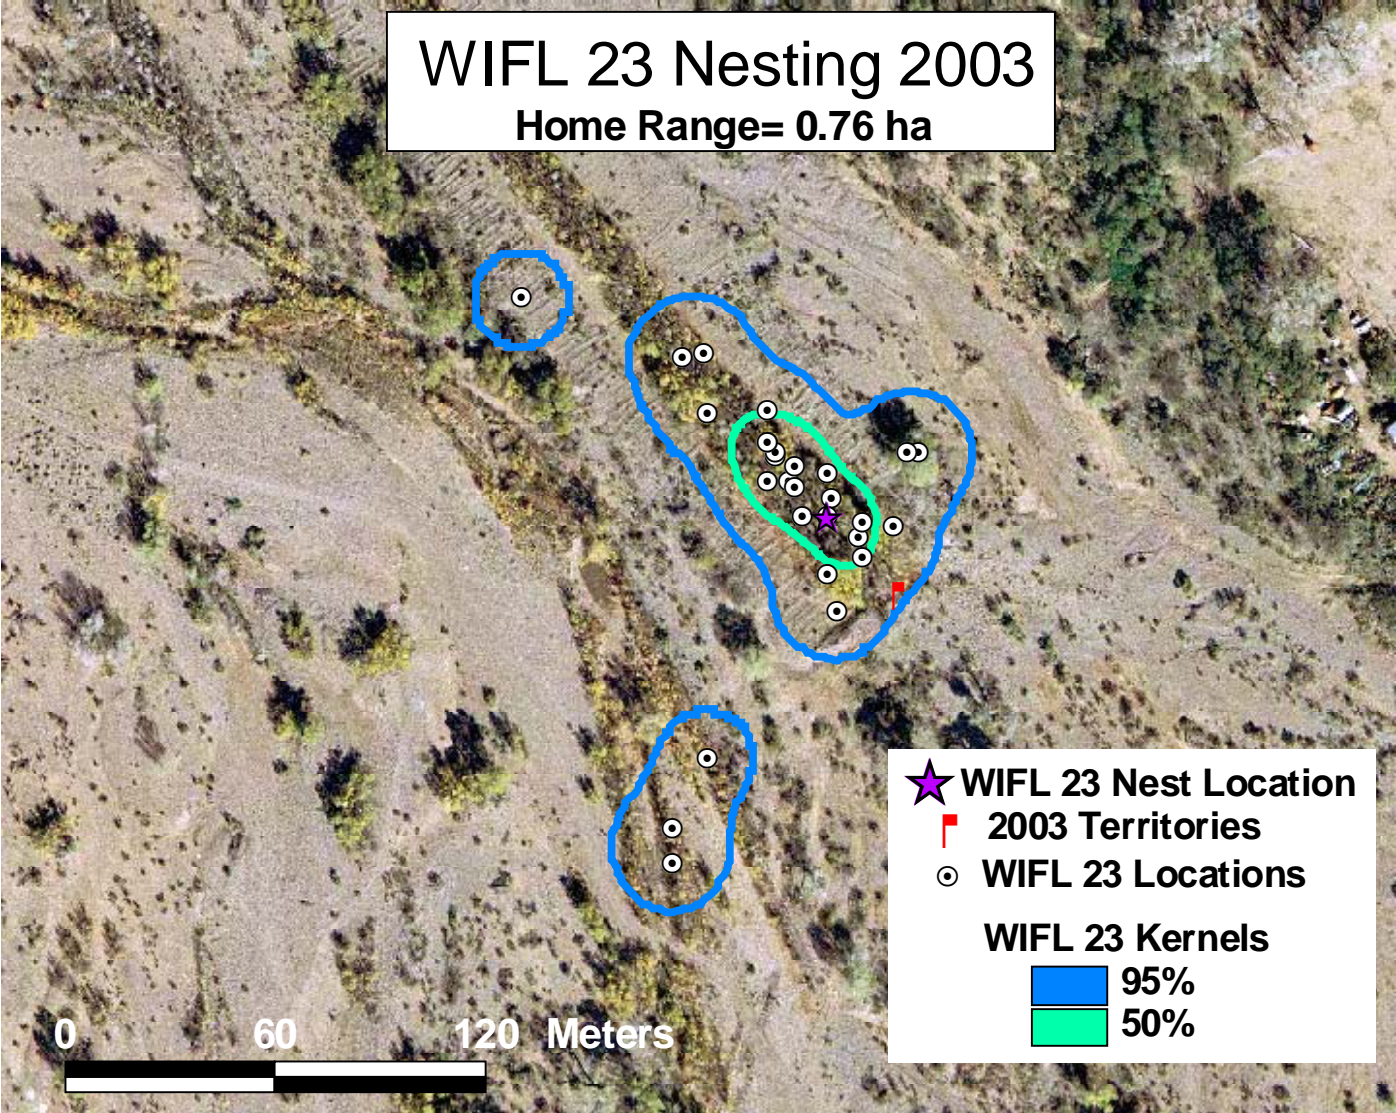 WIFL 23 Nesting 2003
Home Range= 0.76 ha
WIFL 23 Nest Location
2003 Territories
WIFL 23 Locations
WIFL 23 Kernels
95%
50%
0 60 120 Meters